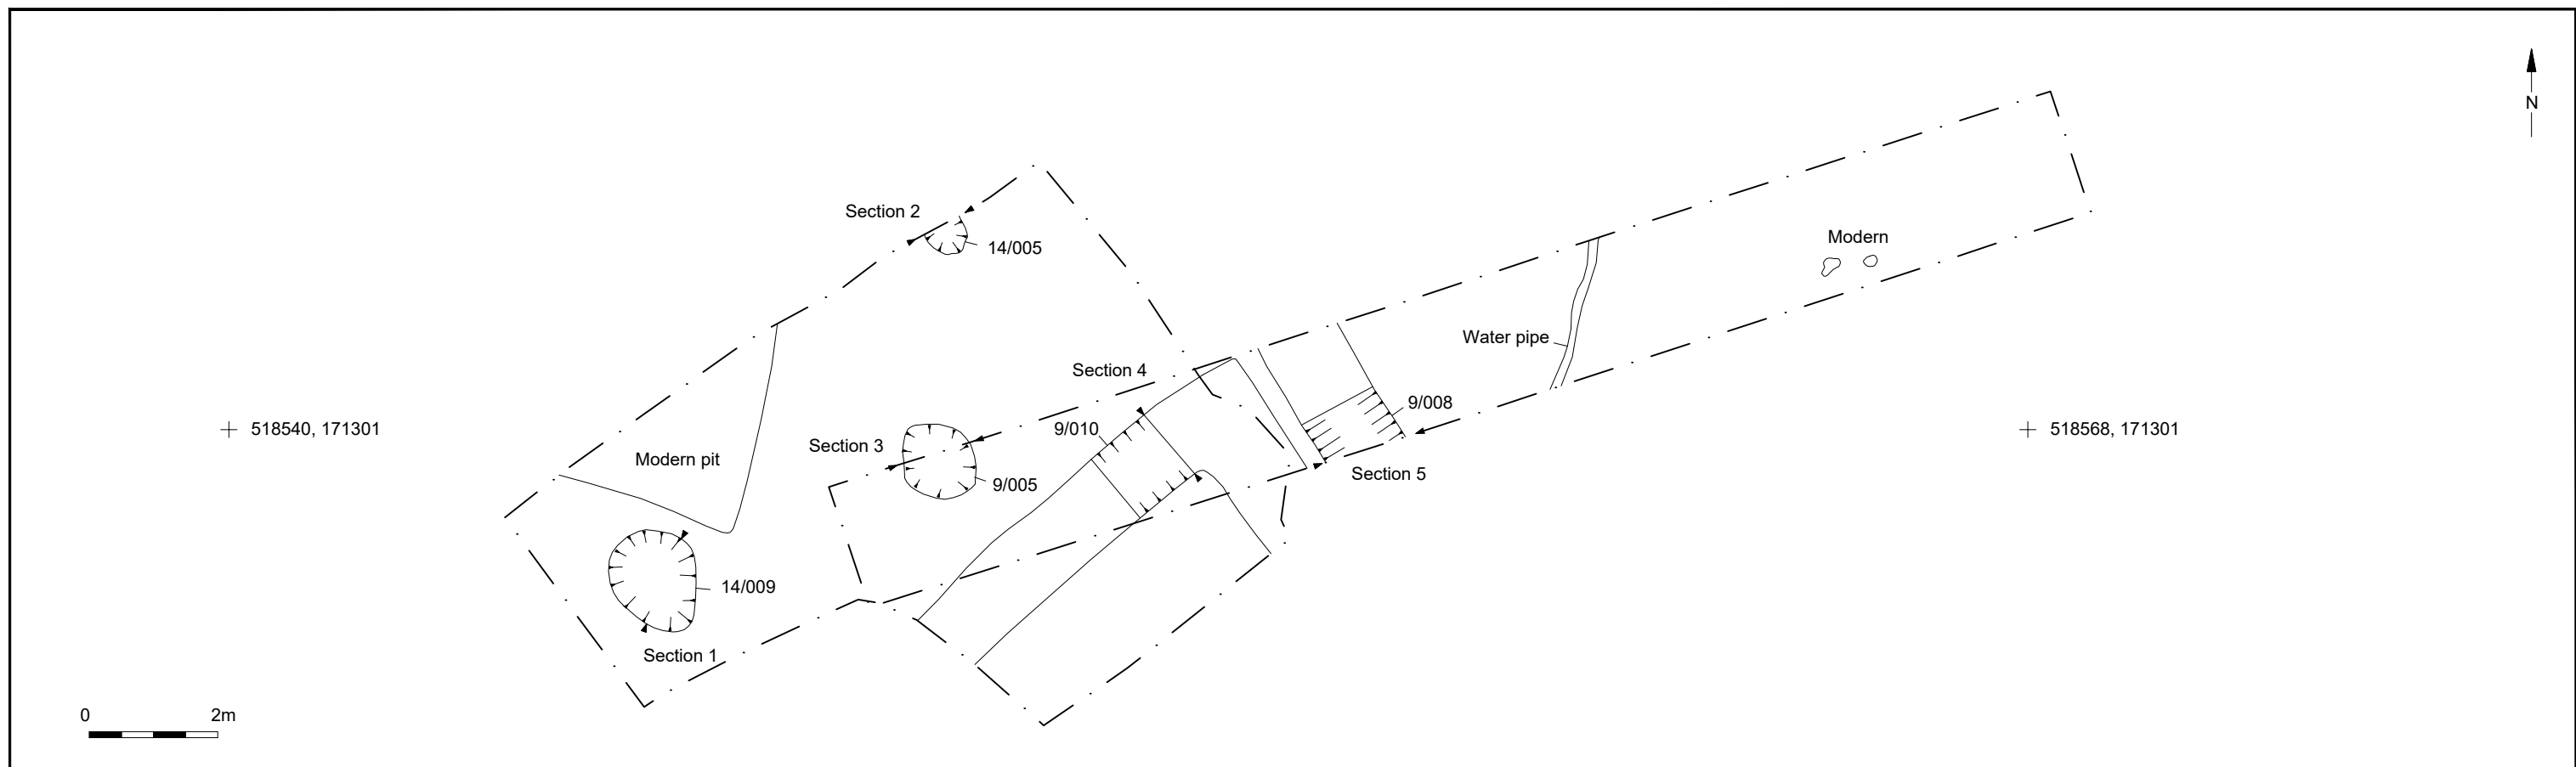 N
Section 2
14/005
Modern
Water pipe
Section 4
9/008
518540, 171301
9/010
518568, 171301
Section 3
Modern pit
Section 5
9/005
14/009
Section 1
0 2m